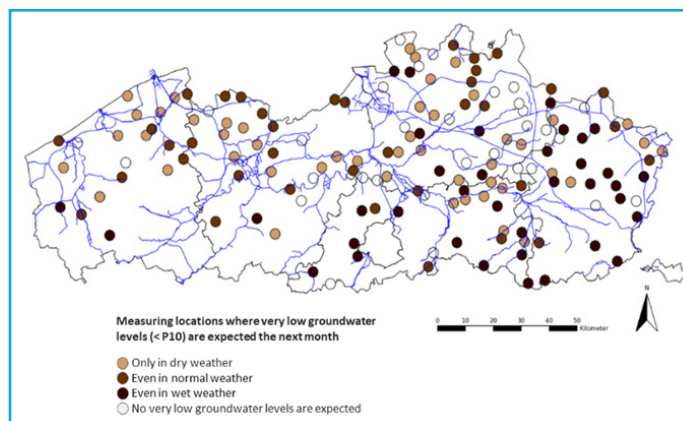 N
0 10 20 30 40 50
Kilometer
Measuring locations where very low groundwater
levels (< P10) are expected the next month
Only in dry weather
Even in normal weather
Even in wet weather
No very low groundwater levels are expected